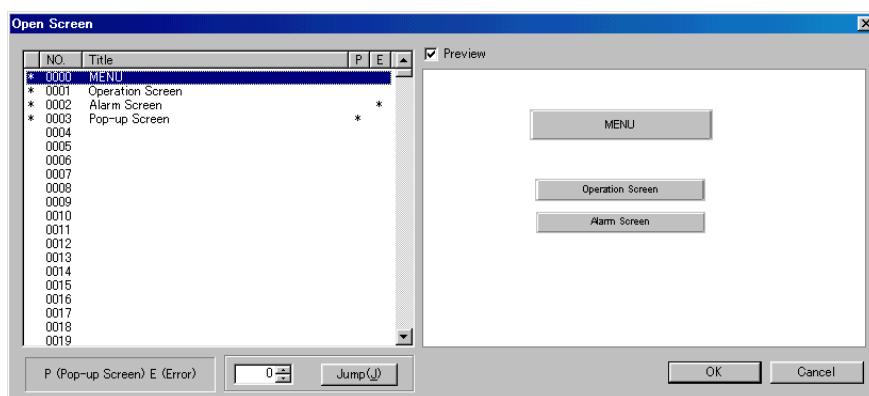 Open Screen
NO. Title P E
* 0000 MENU
* 0001 Operation Screen
* 0002 Alarm Screen *
* 0003 Pop-up Screen *
0004
0005
0006
0007
0008
0009
0010
0011
0012
0013
0014
0015
0016
0017
0018
0019
P (Pop-up Screen) E (Error)
0
Jump(J)
Preview
MENU
Operation Screen
Alarm Screen
OK
Cancel